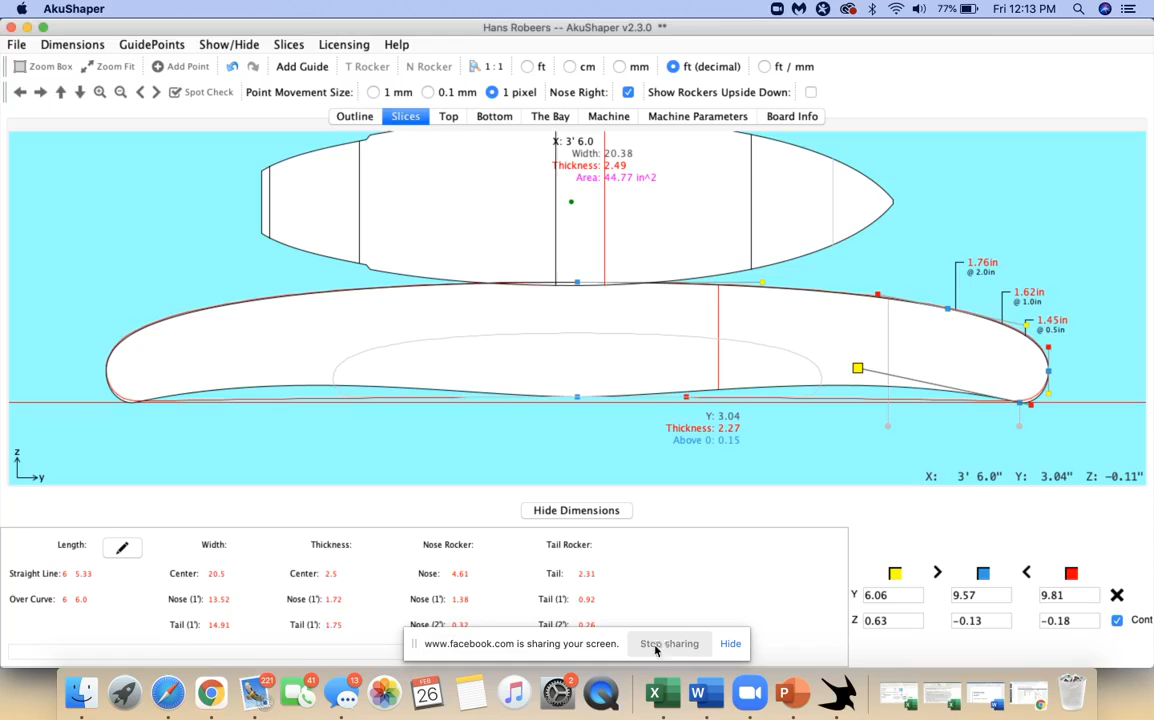 AkuShaper 77% Fri 12:13 PM
Hans Robeers -- AkuShaper v2.3.0 **
File Dimensions GuidePoints Show/Hide Slices Licensing Help
Zoom Box Zoom Fit Add Point Add Guide T Rocker N Rocker 1 : 1 ft cm mm ft (decimal) ft / mm
Spot Check Point Movement Size: 1 mm 0.1 mm 1 pixel Nose Right: Show Rockers Upside Down:
Outline Slices Top Bottom The Bay Machine Machine Parameters Board Info
X: 3' 6.0
Width: 20.38
Thickness: 2.49
Area: 44.77 in^2
1.76in
@ 2.0in
1.62in
@ 1.0in
1.45in
@ 0.5in
Y: 3.04
Thickness: 2.27
Above 0: 0.15
z
y
X: 3' 6.0" Y: 3.04" Z: -0.11"
Hide Dimensions
Length: Width: Thickness: Nose Rocker: Tail Rocker:
Straight Line: 6 5.33 Center: 20.5 Center: 2.5 Nose: 4.61 Tail: 2.31
Over Curve: 6 6.0 Nose (1'): 13.52 Nose (1'): 1.72 Nose (1'): 1.38 Tail (1'): 0.92
Tail (1'): 14.91 Tail (1'): 1.75 Nose (2'): 0.32 Tail (2'): 0.26
> <
Y 6.06 9.57 9.81
Z 0.63 -0.13 -0.18 Cont
www.facebook.com is sharing your screen. Stop sharing Hide
221 41 13 FEB 26 2